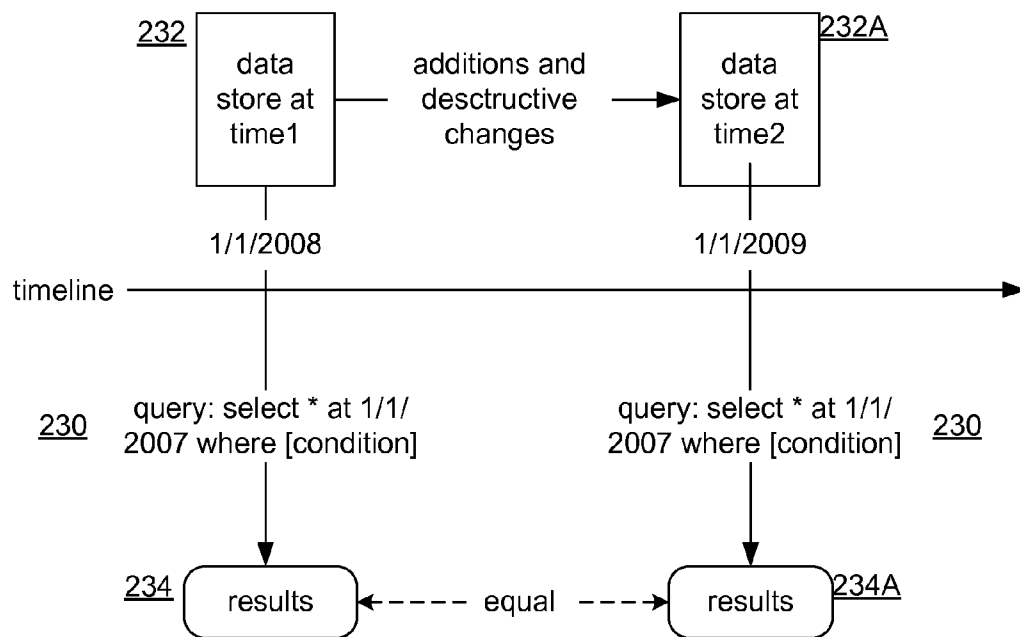 232
data
store at
time1
additions and
desctructive
changes
232A
data
store at
time2
1/1/2008
1/1/2009
timeline
230
query: select * at 1/1/
2007 where [condition]
query: select * at 1/1/
2007 where [condition]
230
234
results
equal
results
234A